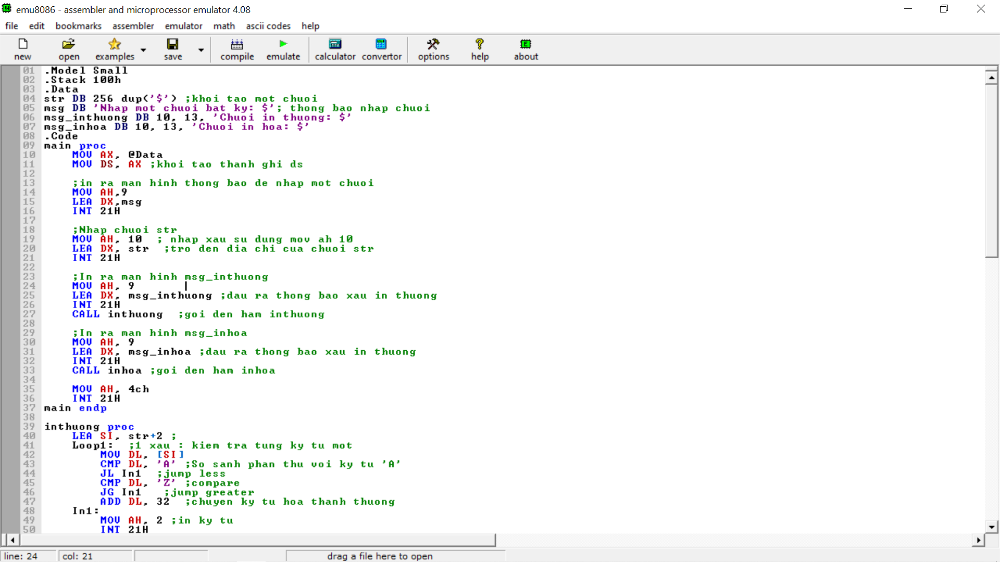 emu8086 - assembler and microprocessor emulator 4.08
file edit bookmarks assembler emulator math ascii codes help
new open examples save compile emulate calculator convertor options help about
01 .Model Small
02 .Stack 100h
03 .Data
04 str DB 256 dup('$') ;khoi tao mot chuoi
05 msg DB 'Nhap mot chuoi bat ky: $'; thong bao nhap chuoi
06 msg_inthuong DB 10, 13, 'Chuoi in thuong: $'
07 msg_inhoa DB 10, 13, 'Chuoi in hoa: $'
08 .Code
09 main proc
10 MOV AX, @Data
11 MOV DS, AX ;khoi tao thanh ghi ds
12
13 ;in ra man hinh thong bao de nhap mot chuoi
14 MOV AH,9
15 LEA DX,msg
16 INT 21H
17
18 ;Nhap chuoi str
19 MOV AH, 10 ; nhap xau su dung mov ah 10
20 LEA DX, str ;tro den dia chi cua chuoi str
21 INT 21H
22
23 ;In ra man hinh msg_inthuong
24 MOV AH, 9
25 LEA DX, msg_inthuong ;dau ra thong bao xau in thuong
26 INT 21H
27 CALL inthuong ;goi den ham inthuong
28
29 ;In ra man hinh msg_inhoa
30 MOV AH, 9
31 LEA DX, msg_inhoa ;dau ra thong bao xau in thuong
32 INT 21H
33 CALL inhoa ;goi den ham inhoa
34
35 MOV AH, 4ch
36 INT 21H
37 main endp
38
39 inthuong proc
40 LEA SI, str+2 ;
41 Loop1: ;1 xau : kiem tra tung ky tu mot
42 MOV DL, [SI]
43 CMP DL, 'A' ;So sanh phan thu voi ky tu 'A'
44 JL In1 ;jump less
45 CMP DL, 'Z' ;compare
46 JG In1 ;jump greater
47 ADD DL, 32 ;chuyen ky tu hoa thanh thuong
48 In1:
49 MOV AH, 2 ;in ky tu
50 INT 21H
line: 24 col: 21 drag a file here to open